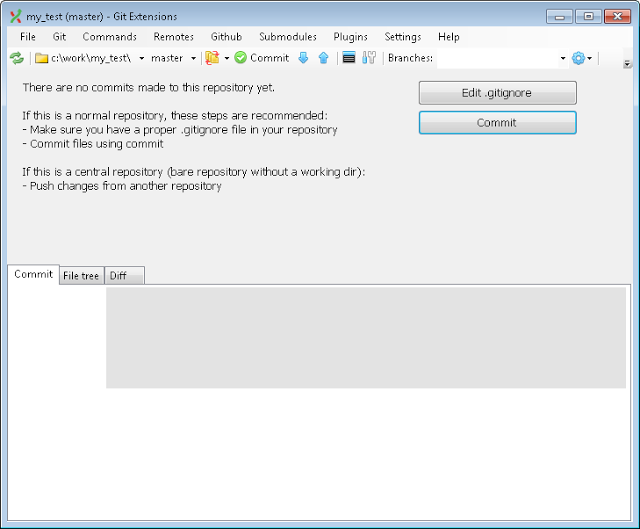 my_test (master) - Git Extensions
File Git Commands Remotes Github Submodules Plugins Settings Help
c:\work\my_test\ master Commit Branches:
There are no commits made to this repository yet.
Edit .gitignore
If this is a normal repository, these steps are recommended:
- Make sure you have a proper .gitignore file in your repository
- Commit files using commit
Commit
If this is a central repository (bare repository without a working dir):
- Push changes from another repository
Commit File tree Diff